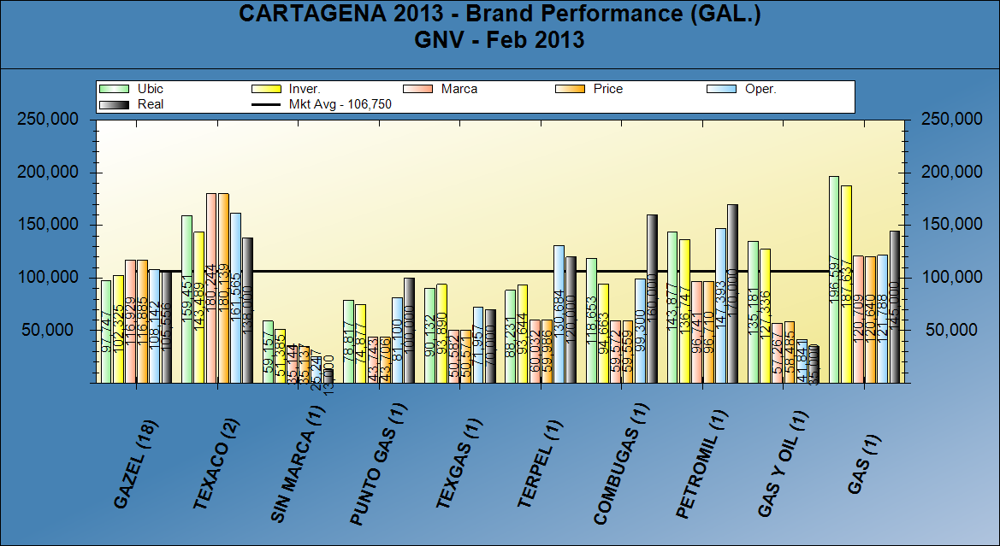 CARTAGENA 2013 - Brand Performance (GAL.)
GNV - Feb 2013
Ubic Inver. Marca Price Oper.
Real Mkt Avg - 106,750
250,000 250,000
200,000 200,000
150,000 150,000
100,000 100,000
50,000 50,000
97,747 102,325 116,929 116,885 108,142 105,556
159,451 143,489 180,244 180,139 161,565 138,000
59,157 51,385 35,144 35,137 25,247 13,000
78,817 74,877 43,743 43,706 81,100 100,000
90,132 93,890 50,582 50,571 71,957 70,000
88,231 93,644 60,032 59,986 130,684 120,000
118,653 94,663 59,572 59,559 99,300 160,000
143,877 136,747 96,741 96,710 147,393 170,000
135,181 127,336 57,267 58,485 41,841 35,000
196,597 187,637 120,709 120,640 121,788 145,000
GAZEL (18)
TEXACO (2)
SIN MARCA (1)
PUNTO GAS (1)
TEXGAS (1)
TERPEL (1)
COMBUGAS (1)
PETROMIL (1)
GAS Y OIL (1)
GAS (1)